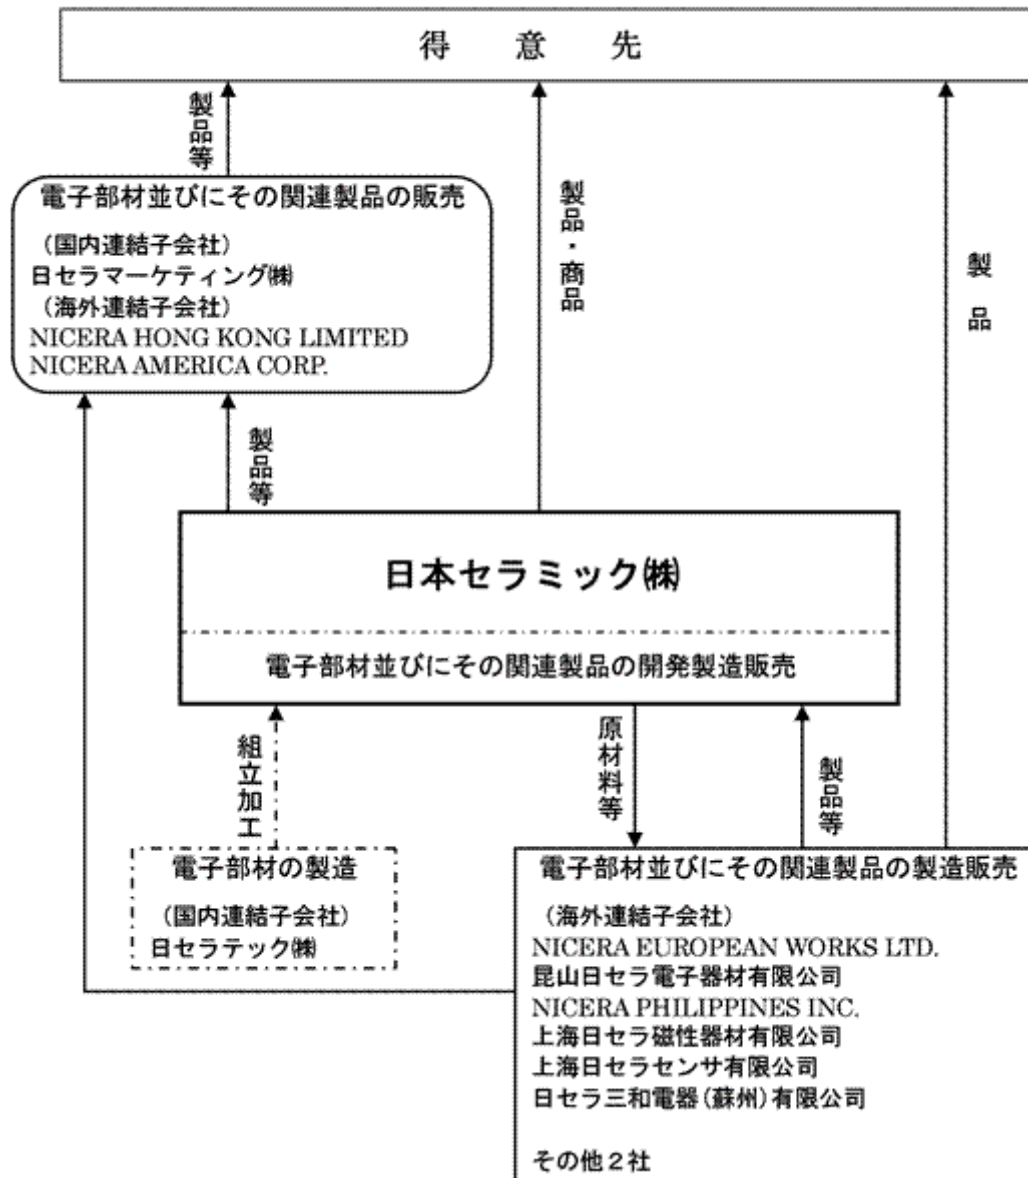 得 意 先
製品等
製品・商品
製品
電子部材並びにその関連製品の販売
（国内連結子会社）
日セラマーケティング㈱
（海外連結子会社）
NICERA HONG KONG LIMITED
NICERA AMERICA CORP.
製品等
日本セラミック㈱
電子部材並びにその関連製品の開発製造販売
組立加工
原材料等
製品等
電子部材の製造
（国内連結子会社）
日セラテック㈱
電子部材並びにその関連製品の製造販売
（海外連結子会社）
NICERA EUROPEAN WORKS LTD.
昆山日セラ電子器材有限公司
NICERA PHILIPPINES INC.
上海日セラ磁性器材有限公司
上海日セラセンサ有限公司
日セラ三和電器(蘇州)有限公司
その他２社